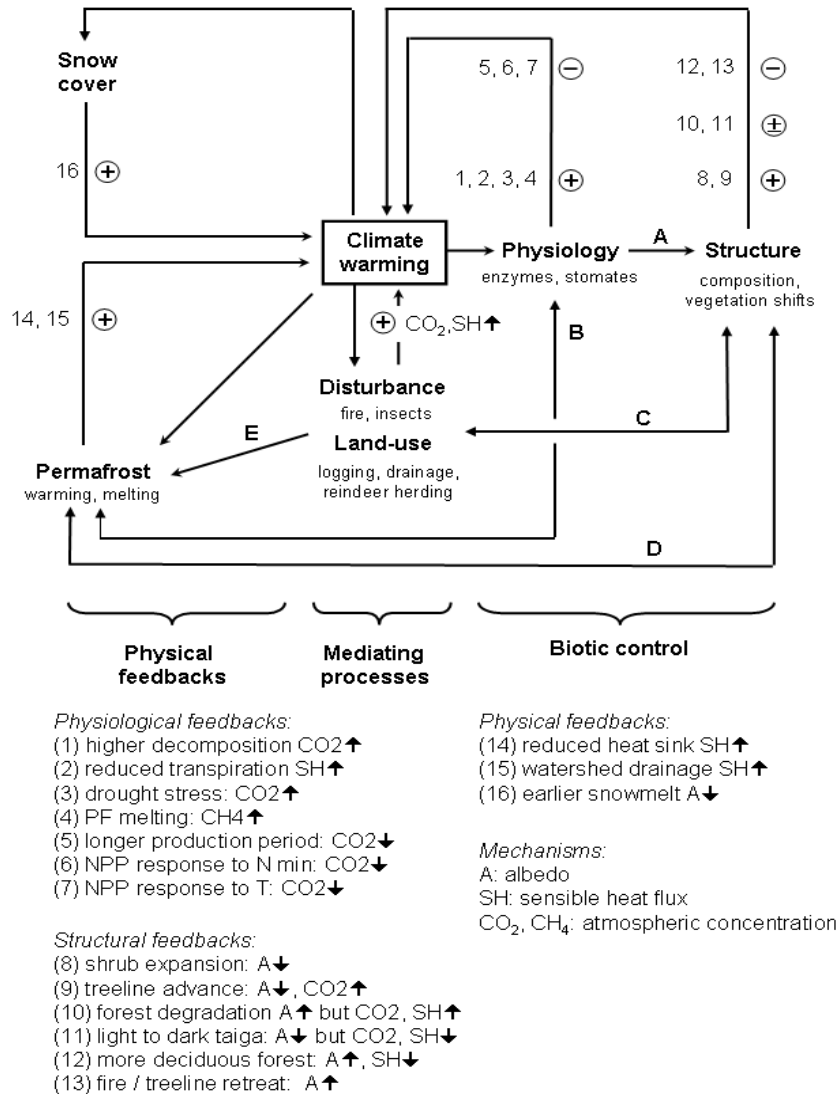 Snow
cover
5, 6, 7 −
12, 13 −
10, 11 ±
16 +
1, 2, 3, 4 +
8, 9 +
Climate
warming
Physiology
enzymes, stomates
A
Structure
composition,
vegetation shifts
14, 15 +
+ CO₂,SH↑
B
Disturbance
fire, insects
Land-use
logging, drainage,
reindeer herding
C
E
Permafrost
warming, melting
D
Physical
feedbacks
Mediating
processes
Biotic control
Physiological feedbacks:
(1) higher decomposition CO2↑
(2) reduced transpiration SH↑
(3) drought stress: CO2↑
(4) PF melting: CH4↑
(5) longer production period: CO2↓
(6) NPP response to N min: CO2↓
(7) NPP response to T: CO2↓
Structural feedbacks:
(8) shrub expansion: A↓
(9) treeline advance: A↓, CO2↑
(10) forest degradation A↑ but CO2, SH↑
(11) light to dark taiga: A↓ but CO2, SH↓
(12) more deciduous forest: A↑, SH↓
(13) fire / treeline retreat: A↑
Physical feedbacks:
(14) reduced heat sink SH↑
(15) watershed drainage SH↑
(16) earlier snowmelt A↓
Mechanisms:
A: albedo
SH: sensible heat flux
CO₂, CH₄: atmospheric concentration